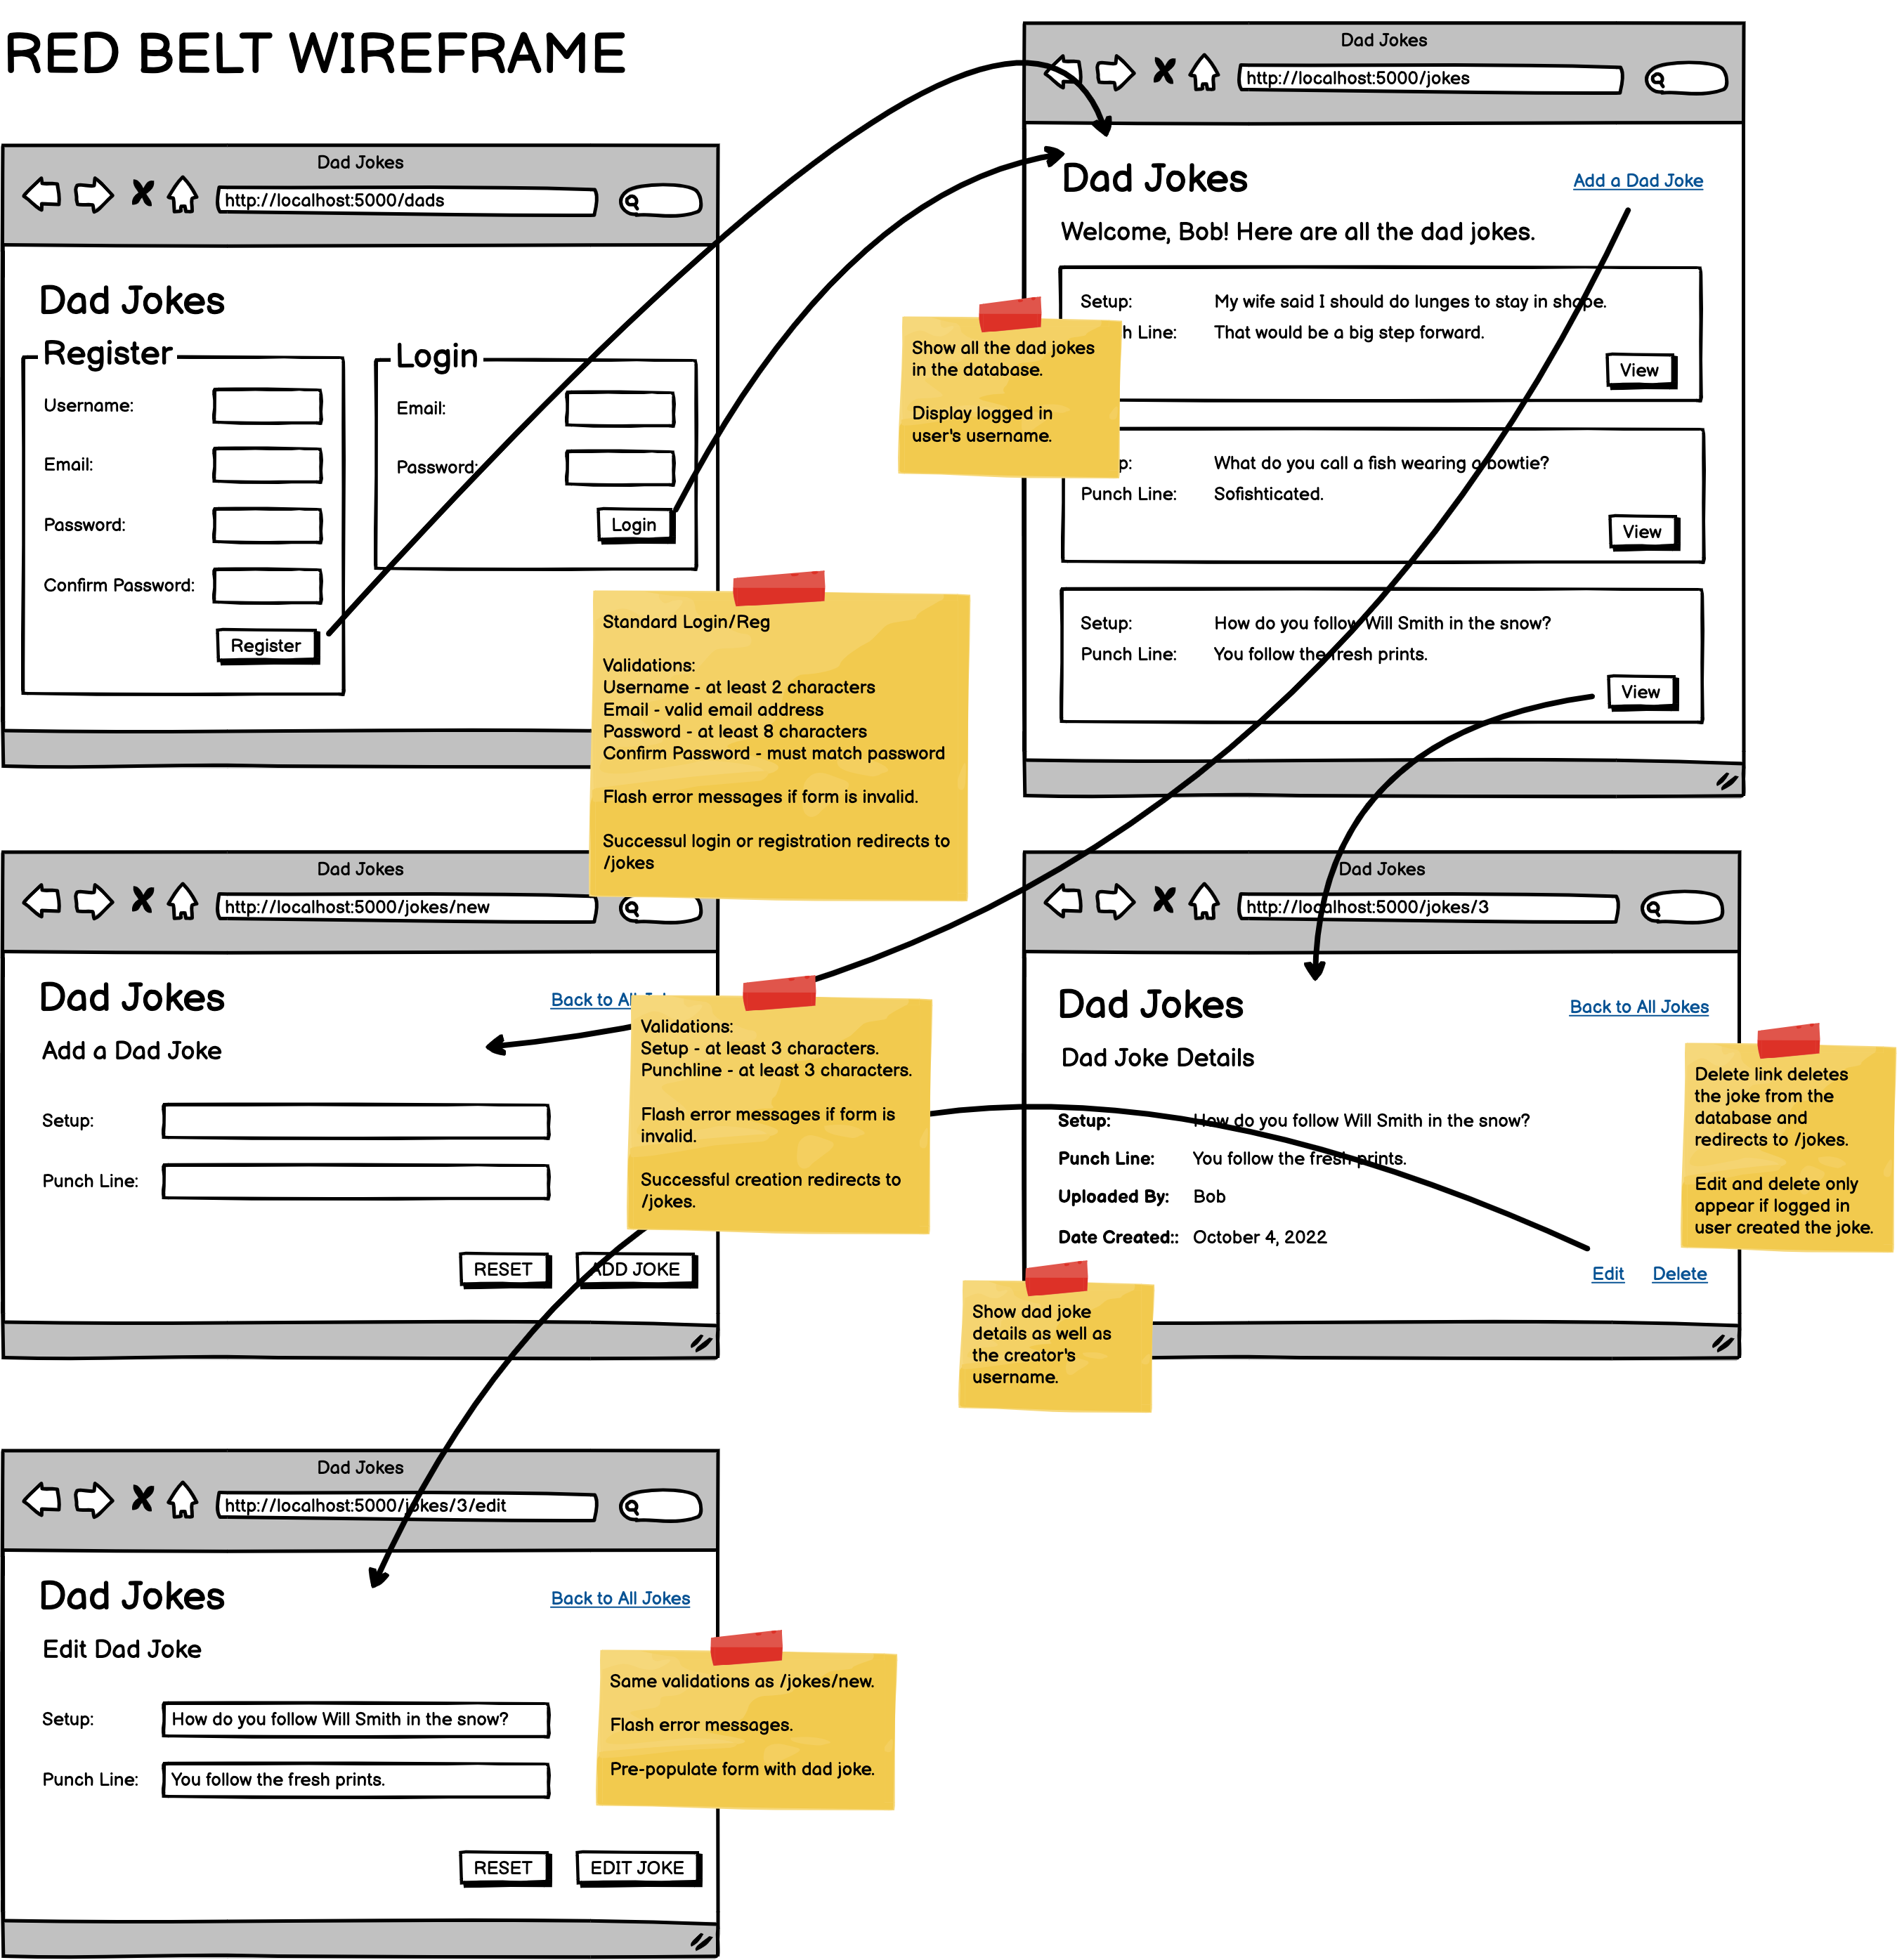 RED BELT WIREFRAME
Dad Jokes
http://localhost:5000/dads
Dad Jokes
Register
Username:
Email:
Password:
Confirm Password:
Register
Login
Email:
Password:
Login
Standard Login/Reg
Validations:
Username - at least 2 characters
Email - valid email address
Password - at least 8 characters
Confirm Password - must match password
Flash error messages if form is invalid.
Successul login or registration redirects to
/jokes
Dad Jokes
http://localhost:5000/jokes
Dad Jokes
Add a Dad Joke
Welcome, Bob! Here are all the dad jokes.
Show all the dad jokes
in the database.
Display logged in
user's username.
Setup: My wife said I should do lunges to stay in shape.
h Line: That would be a big step forward.
View
p: What do you call a fish wearing a bowtie?
Punch Line: Sofishticated.
View
Setup: How do you follow Will Smith in the snow?
Punch Line: You follow the fresh prints.
View
Dad Jokes
http://localhost:5000/jokes/new
Dad Jokes
Back to All
Add a Dad Joke
Setup:
Punch Line:
RESET ADD JOKE
Validations:
Setup - at least 3 characters.
Punchline - at least 3 characters.
Flash error messages if form is
invalid.
Successful creation redirects to
/jokes.
Dad Jokes
http://localhost:5000/jokes/3
Dad Jokes
Back to All Jokes
Dad Joke Details
Setup: How do you follow Will Smith in the snow?
Punch Line: You follow the fresh prints.
Uploaded By: Bob
Date Created:: October 4, 2022
Edit Delete
Delete link deletes
the joke from the
database and
redirects to /jokes.
Edit and delete only
appear if logged in
user created the joke.
Show dad joke
details as well as
the creator's
username.
Dad Jokes
http://localhost:5000/jokes/3/edit
Dad Jokes
Back to All Jokes
Edit Dad Joke
Setup: How do you follow Will Smith in the snow?
Punch Line: You follow the fresh prints.
RESET EDIT JOKE
Same validations as /jokes/new.
Flash error messages.
Pre-populate form with dad joke.